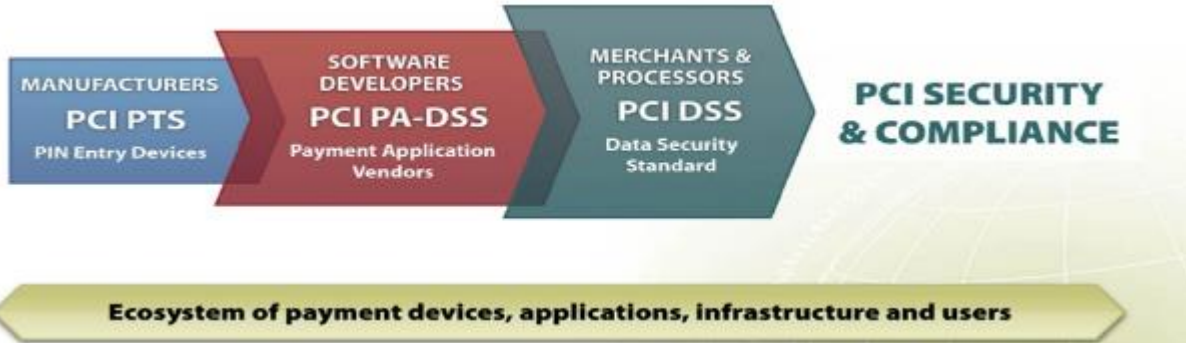 MANUFACTURERS
PCI PTS
PIN Entry Devices
SOFTWARE
DEVELOPERS
PCI PA-DSS
Payment Application
Vendors
MERCHANTS &
PROCESSORS
PCI DSS
Data Security
Standard
PCI SECURITY
& COMPLIANCE
Ecosystem of payment devices, applications, infrastructure and users